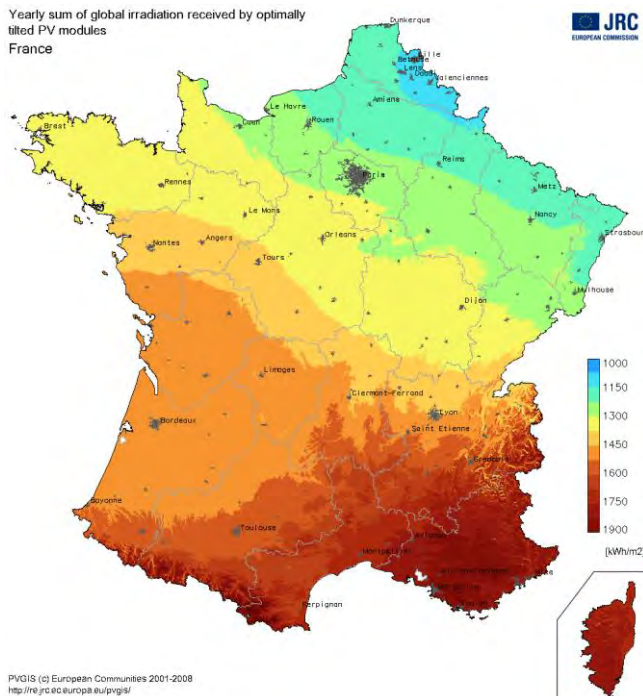 Yearly sum of global irradiation received by optimally
tilted PV modules
France
JRC
EUROPEAN COMMISSION
Dunkerque
Lille
Lens
Valenciennes
Amiens
Le Havre
Rouen
Caen
Reims
Paris
Metz
Nancy
Strasbourg
Brest
Rennes
Le Mans
Orleans
Angers
Nantes
Tours
Mulhouse
Dijon
Limoges
Clermont-Ferrand
Lyon
Saint Etienne
Bordeaux
Grenoble
Bayonne
Toulouse
Montpellier
Perpignan
1000
1150
1300
1450
1600
1750
1900
[kWh/m2]
PVGIS (c) European Communities 2001-2008
http://re.jrc.ec.europa.eu/pvgis/